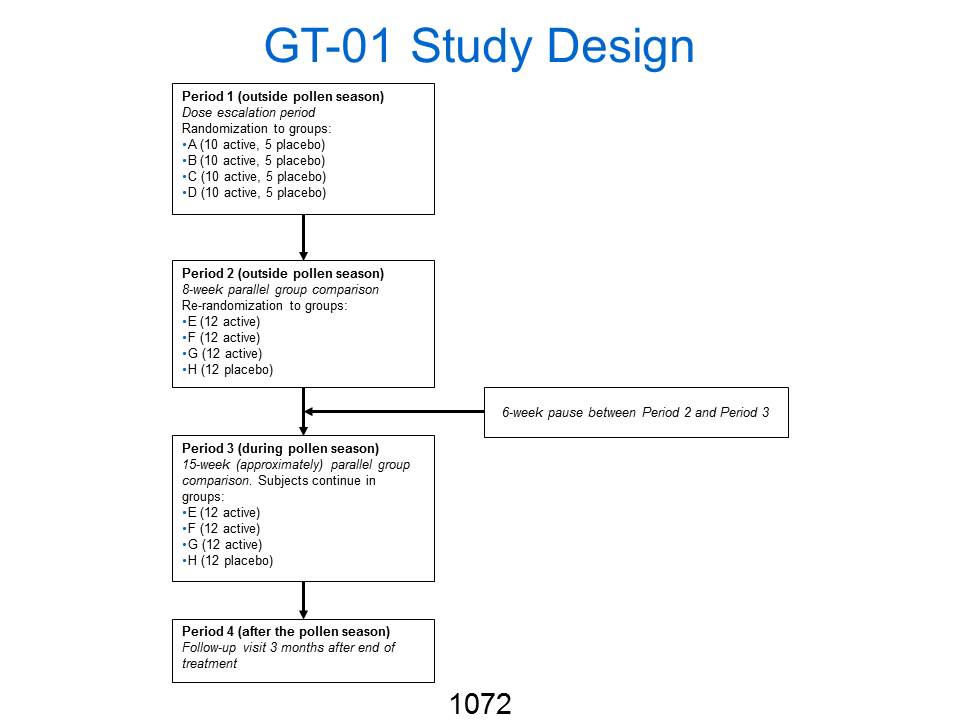 GT-01 Study Design
Period 1 (outside pollen season)
Dose escalation period
Randomization to groups:
•A (10 active, 5 placebo)
•B (10 active, 5 placebo)
•C (10 active, 5 placebo)
•D (10 active, 5 placebo)
Period 2 (outside pollen season)
8-week parallel group comparison
Re-randomization to groups:
•E (12 active)
•F (12 active)
•G (12 active)
•H (12 placebo)
6-week pause between Period 2 and Period 3
Period 3 (during pollen season)
15-week (approximately) parallel group
comparison. Subjects continue in
groups:
•E (12 active)
•F (12 active)
•G (12 active)
•H (12 placebo)
Period 4 (after the pollen season)
Follow-up visit 3 months after end of
treatment
1072